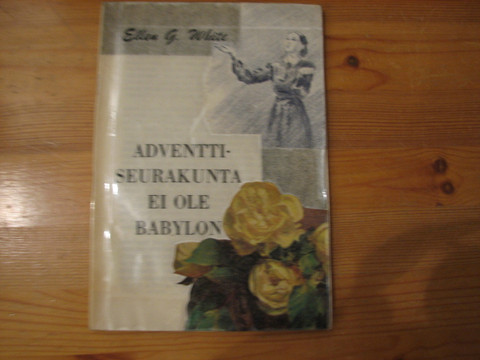 Ellen G. White
ADVENTTI-
SEURAKUNTA
EI OLE
BABYLON